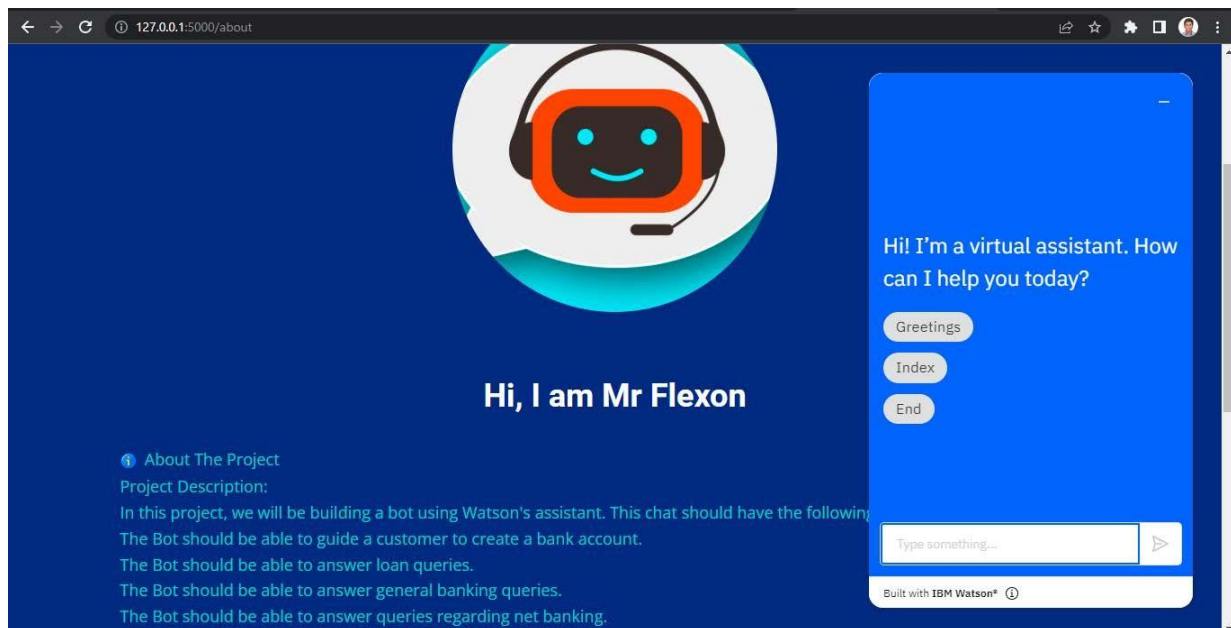 127.0.0.1:5000/about
Hi, I am Mr Flexon
About The Project
Project Description:
In this project, we will be building a bot using Watson's assistant. This chat should have the following
The Bot should be able to guide a customer to create a bank account.
The Bot should be able to answer loan queries.
The Bot should be able to answer general banking queries.
The Bot should be able to answer queries regarding net banking.
Hi! I’m a virtual assistant. How
can I help you today?
Greetings
Index
End
Type something...
Built with IBM Watson®